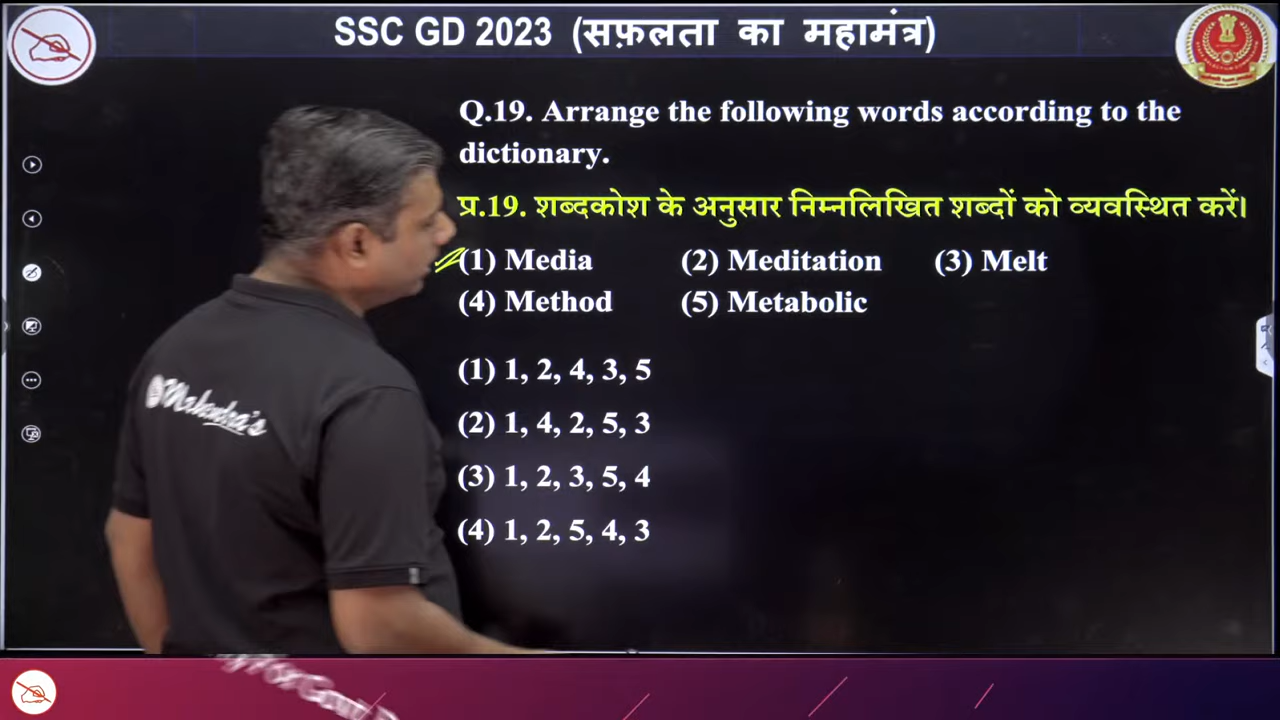 SSC GD 2023 (सफ़लता का महामंत्र)
Q.19. Arrange the following words according to the
dictionary.
प्र.19. शब्दकोश के अनुसार निम्नलिखित शब्दों को व्यवस्थित करें।
(1) Media (2) Meditation (3) Melt
(4) Method (5) Metabolic
(1) 1, 2, 4, 3, 5
(2) 1, 4, 2, 5, 3
(3) 1, 2, 3, 5, 4
(4) 1, 2, 5, 4, 3
Mahendra's
For Govt